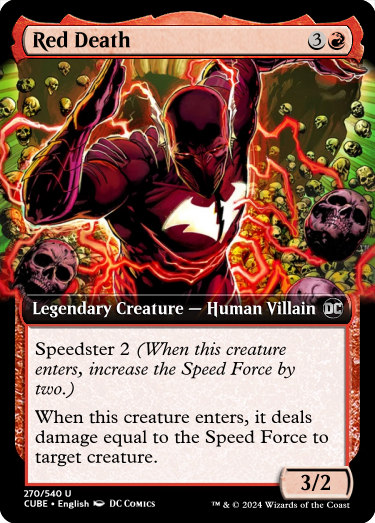 Red Death 3
Legendary Creature — Human Villain DC
Speedster 2 (When this creature
enters, increase the Speed Force by
two.)
When this creature enters, it deals
damage equal to the Speed Force to
target creature.
3/2
270/540 U
CUBE • English DC COMICS ™ & © 2024 Wizards of the Coast